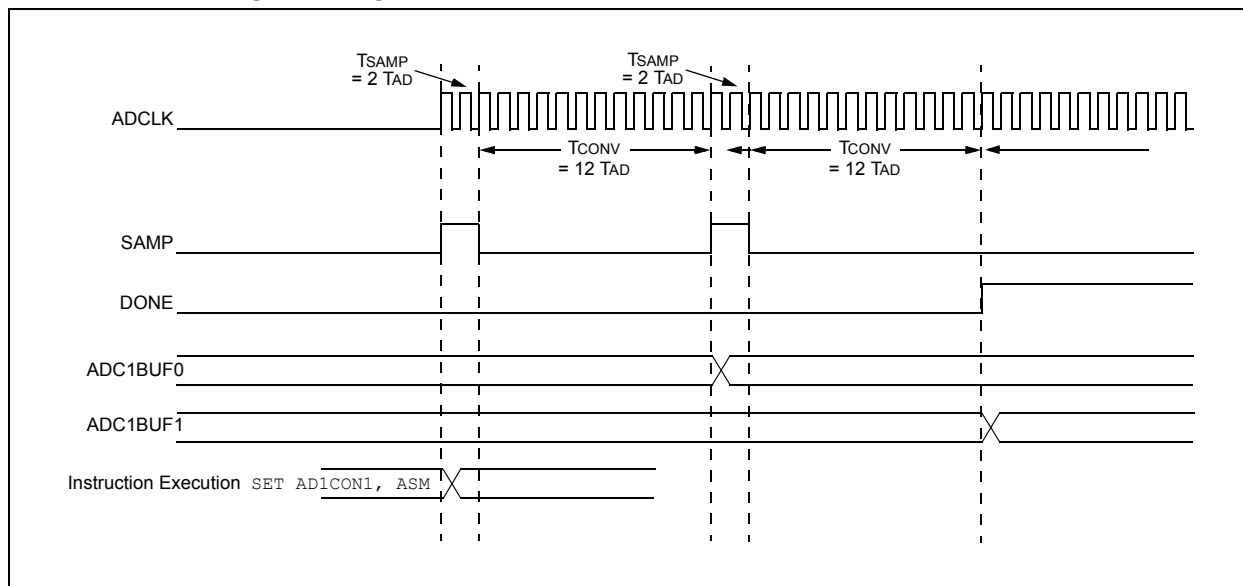 TSAMP
= 2 TAD
TSAMP
= 2 TAD
ADCLK
TCONV
= 12 TAD
TCONV
= 12 TAD
SAMP
DONE
ADC1BUF0
ADC1BUF1
Instruction Execution SET AD1CON1, ASM